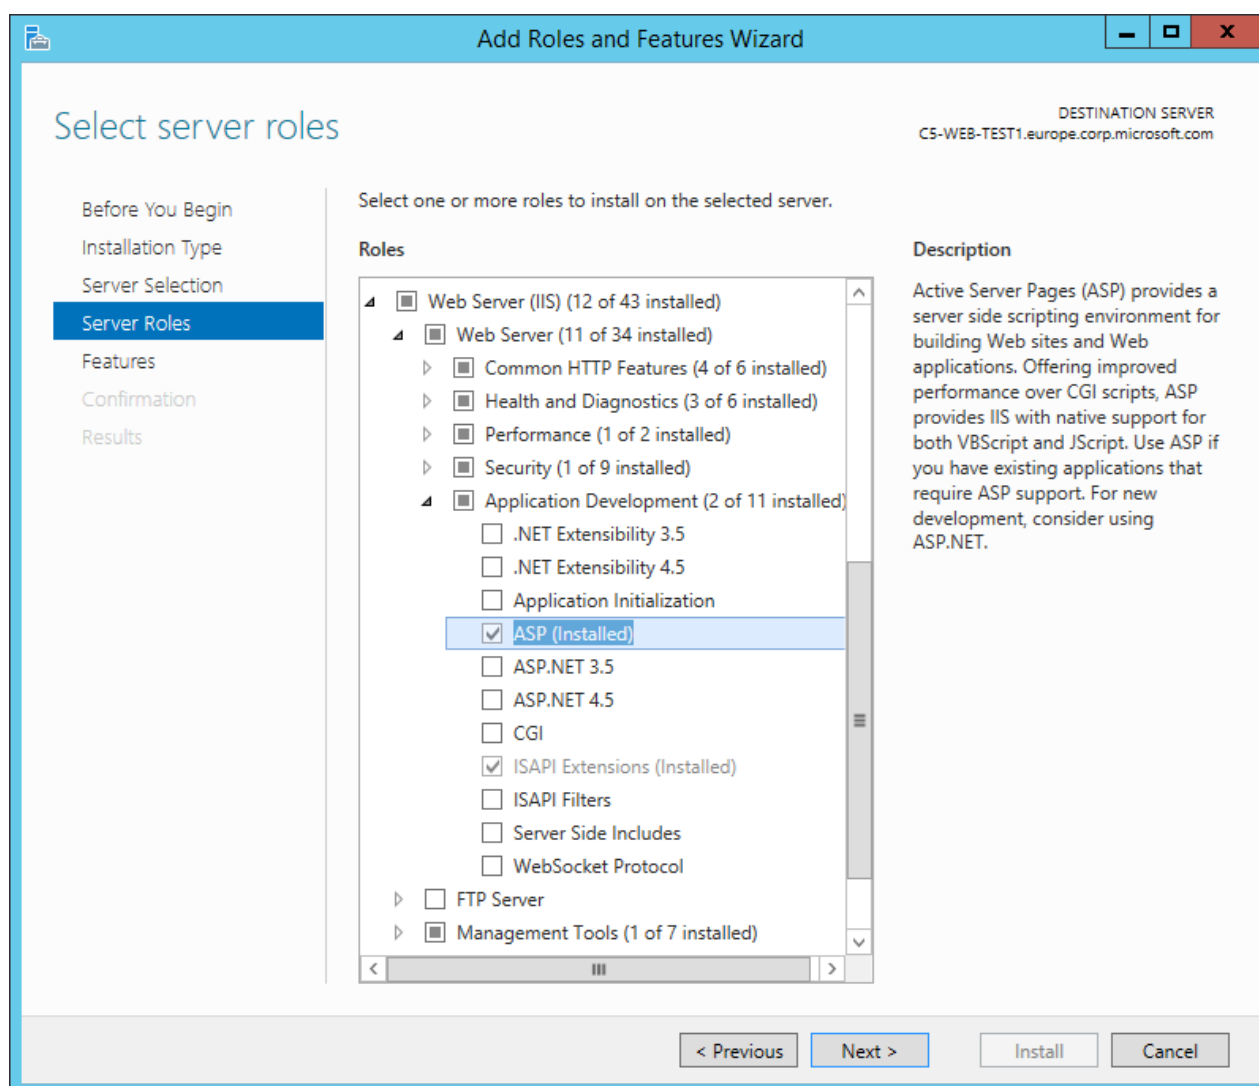 Add Roles and Features Wizard
X
Select server roles
DESTINATION SERVER
C5-WEB-TEST1.europe.corp.microsoft.com
Before You Begin
Installation Type
Server Selection
Server Roles
Features
Confirmation
Results
Select one or more roles to install on the selected server.
Roles
Web Server (IIS) (12 of 43 installed)
Web Server (11 of 34 installed)
Common HTTP Features (4 of 6 installed)
Health and Diagnostics (3 of 6 installed)
Performance (1 of 2 installed)
Security (1 of 9 installed)
Application Development (2 of 11 installed)
.NET Extensibility 3.5
.NET Extensibility 4.5
Application Initialization
ASP (Installed)
ASP.NET 3.5
ASP.NET 4.5
CGI
ISAPI Extensions (Installed)
ISAPI Filters
Server Side Includes
WebSocket Protocol
FTP Server
Management Tools (1 of 7 installed)
Description
Active Server Pages (ASP) provides a
server side scripting environment for
building Web sites and Web
applications. Offering improved
performance over CGI scripts, ASP
provides IIS with native support for
both VBScript and JScript. Use ASP if
you have existing applications that
require ASP support. For new
development, consider using
ASP.NET.
< Previous
Next >
Install
Cancel